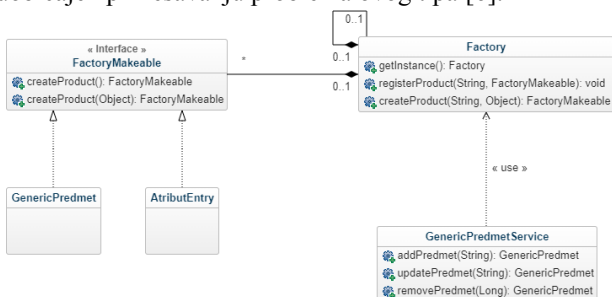 « Interface »
FactoryMakeable
createProduct(): FactoryMakeable
createProduct(Object): FactoryMakeable
*
0..1
0..1
0..1
Factory
getInstance(): Factory
registerProduct(String, FactoryMakeable): void
createProduct(String, Object): FactoryMakeable
GenericPredmet
AtributEntry
« use »
GenericPredmetService
addPredmet(String): GenericPredmet
updatePredmet(String): GenericPredmet
removePredmet(Long): GenericPredmet